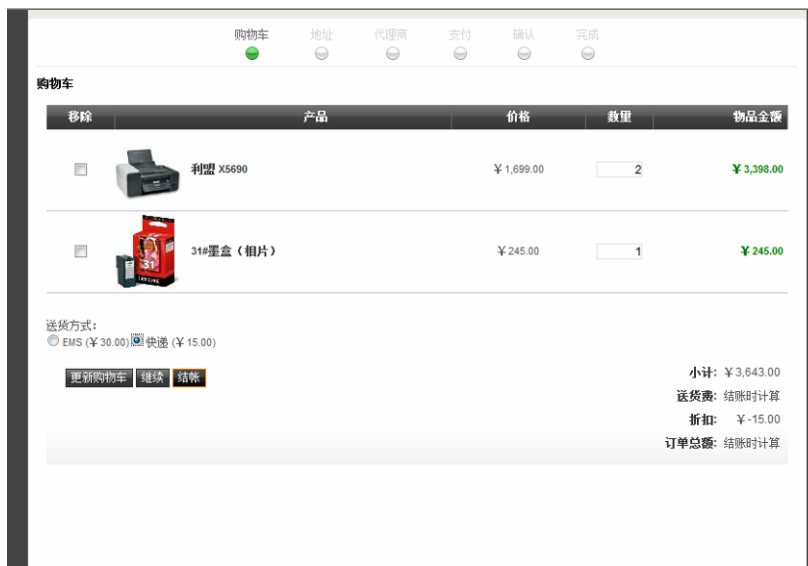 购物车 地址 代理商 支付 确认 完成
购物车
移除 产品 价格 数量 物品金额
利盟 X5690 ￥1,699.00 2 ￥3,398.00
31
31#墨盒（相片） ￥245.00 1 ￥245.00
送货方式:
EMS (￥30.00) 快递 (￥15.00)
更新购物车 继续 结帐
小计: ￥3,643.00
送货费: 结账时计算
折扣: ￥-15.00
订单总额: 结账时计算